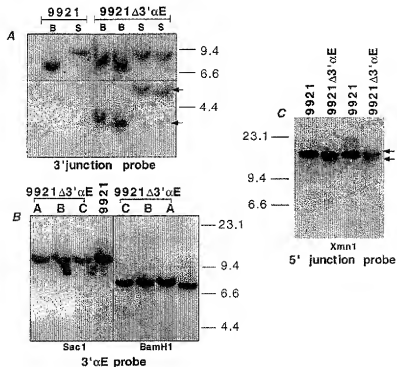 9921 9921Δ3'αE
A B S B B S S
9.4
6.6
4.4
3'junction probe
9921Δ3'αE 9921 9921Δ3'αE
B A B C C B A
23.1
9.4
6.6
4.4
Sac1 BamH1
3'αE probe
9921 9921Δ3'αE 9921 9921Δ3'αE
C
23.1
9.4
6.6
Xmn1
5' junction probe